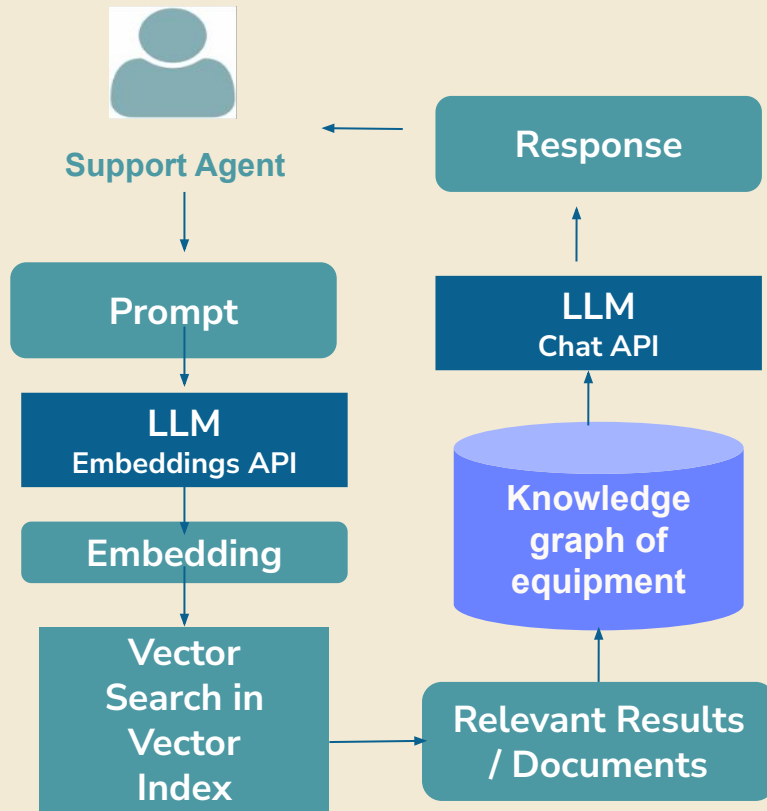 Support Agent
Prompt
LLM
Embeddings API
Embedding
Vector
Search in
Vector
Index
Relevant Results
/ Documents
Knowledge
graph of
equipment
LLM
Chat API
Response